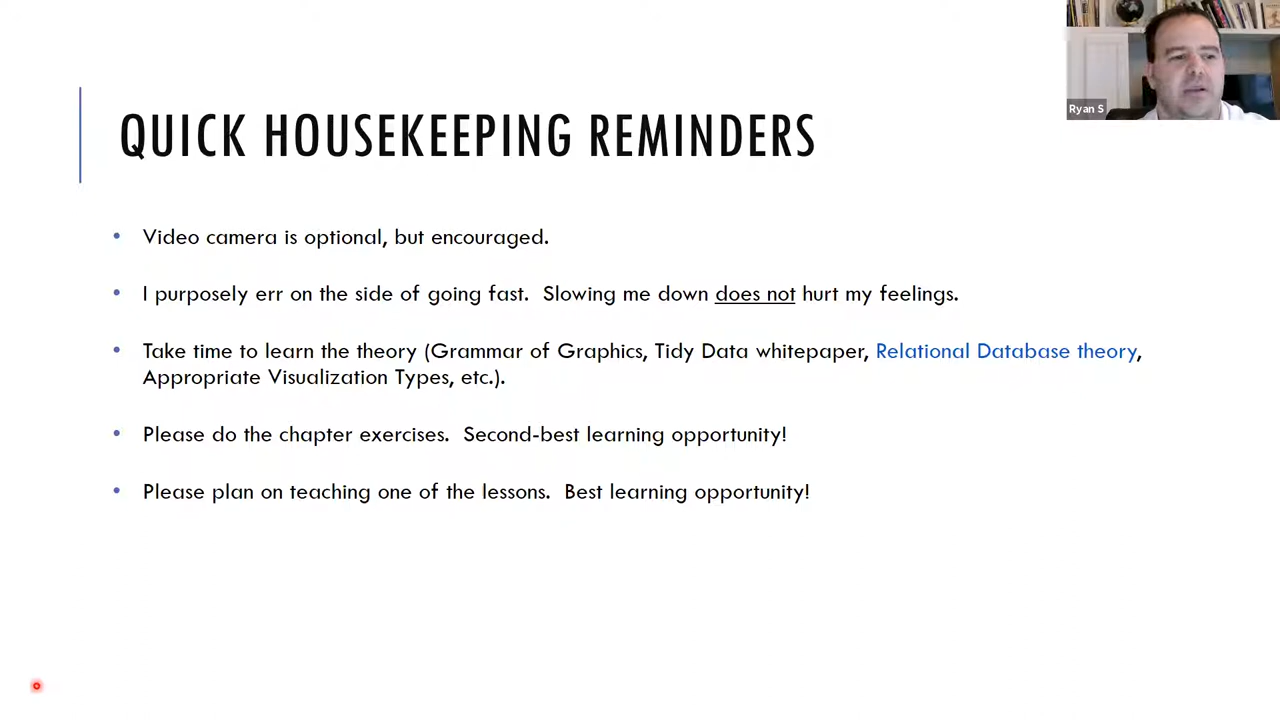 Ryan S
QUICK HOUSEKEEPING REMINDERS
• Video camera is optional, but encouraged.
• I purposely err on the side of going fast.  Slowing me down does not hurt my feelings.
• Take time to learn the theory (Grammar of Graphics, Tidy Data whitepaper, Relational Database theory,
Appropriate Visualization Types, etc.).
• Please do the chapter exercises.  Second-best learning opportunity!
• Please plan on teaching one of the lessons.  Best learning opportunity!